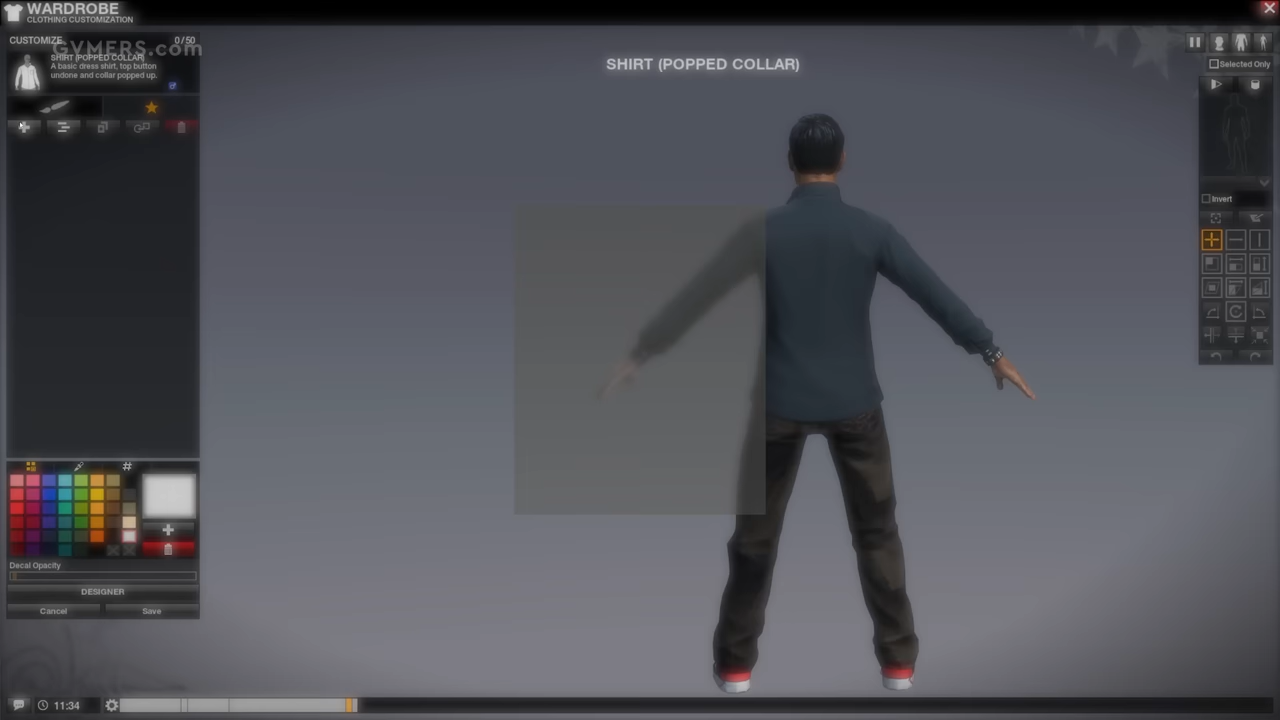 WARDROBE
CLOTHING CUSTOMIZATION
CUSTOMIZE
0/50
GVMERS.com
SHIRT (POPPED COLLAR)
A basic dress shirt, top button
undone and collar popped up.
SHIRT (POPPED COLLAR)
Selected Only
Invert
Decal Opacity
DESIGNER
Cancel
Save
11:34